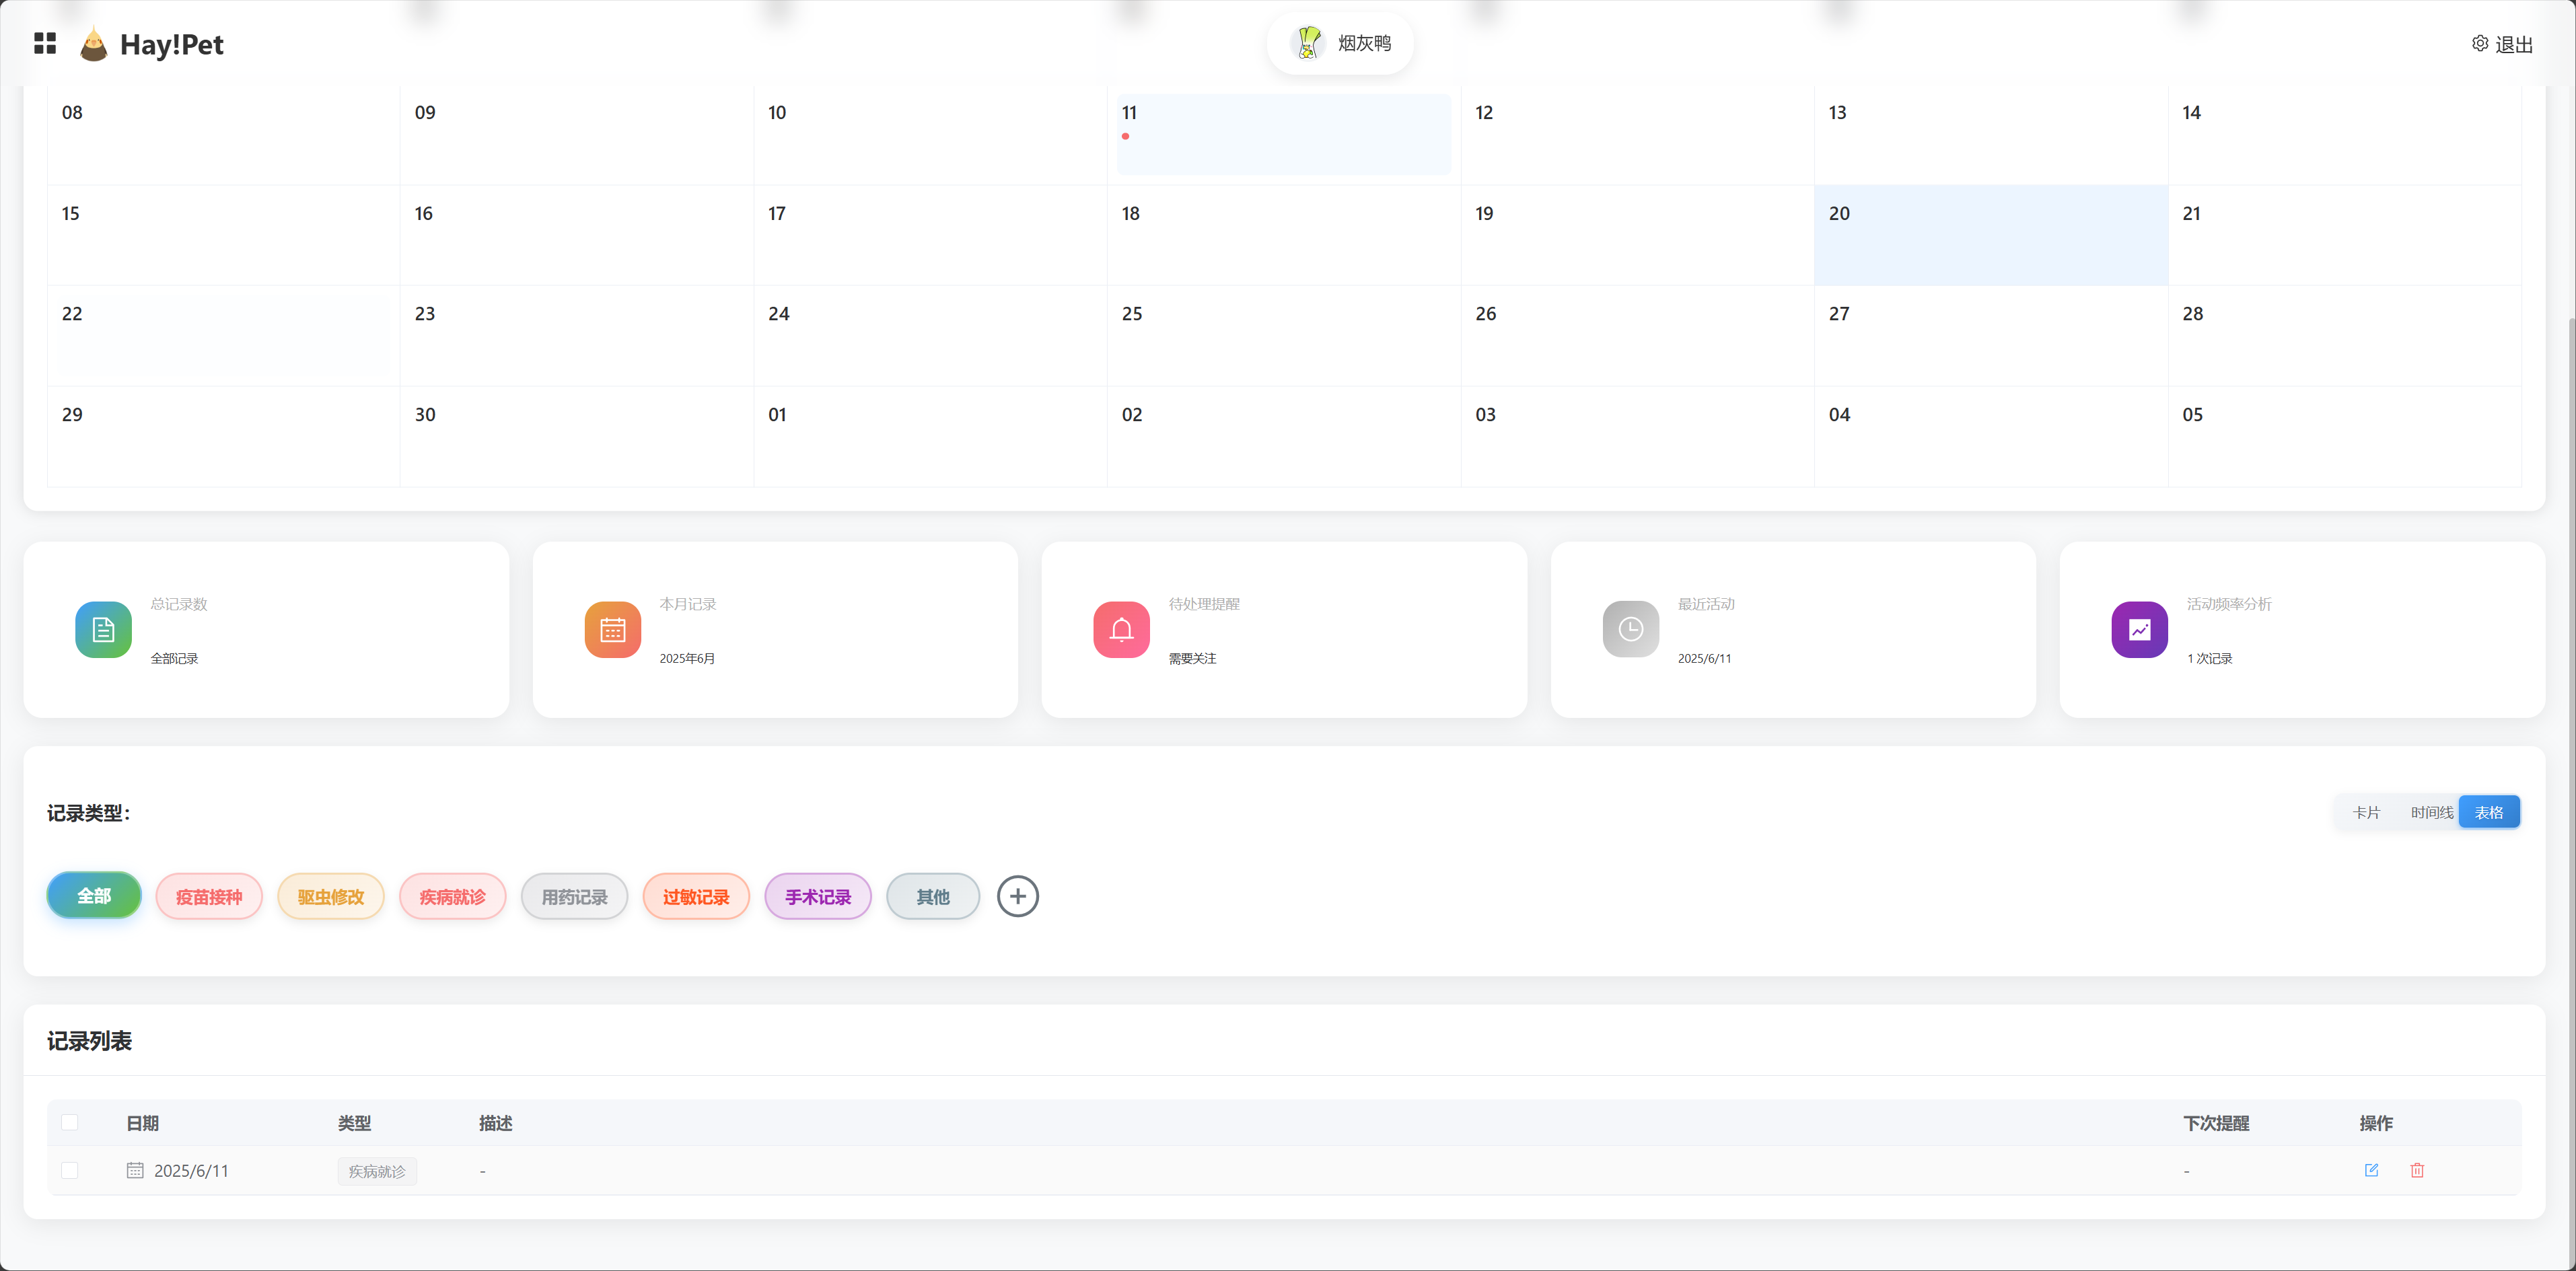 Hay!Pet
烟灰鸭
退出
08 09 10 11 12 13 14
15 16 17 18 19 20 21
22 23 24 25 26 27 28
29 30 01 02 03 04 05
总记录数
全部记录
本月记录
2025年6月
待处理提醒
需要关注
最近活动
2025/6/11
活动频率分析
1 次记录
记录类型：
卡片 时间线 表格
全部 疫苗接种 驱虫修改 疾病就诊 用药记录 过敏记录 手术记录 其他
记录列表
日期 类型 描述 下次提醒 操作
2025/6/11 疾病就诊 - -